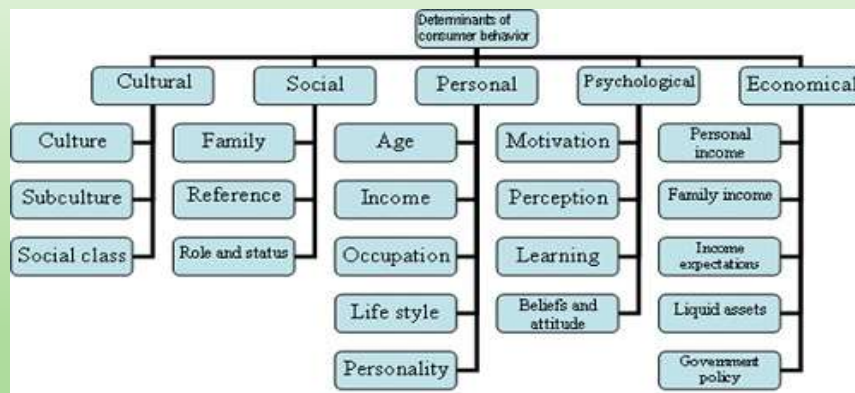 Determinants of
consumer behavior
Cultural
Social
Personal
Psychological
Economical
Culture
Subculture
Social class
Family
Reference
Role and status
Age
Income
Occupation
Life style
Personality
Motivation
Perception
Learning
Beliefs and
attitude
Personal
income
Family income
Income
expectations
Liquid assets
Government
policy